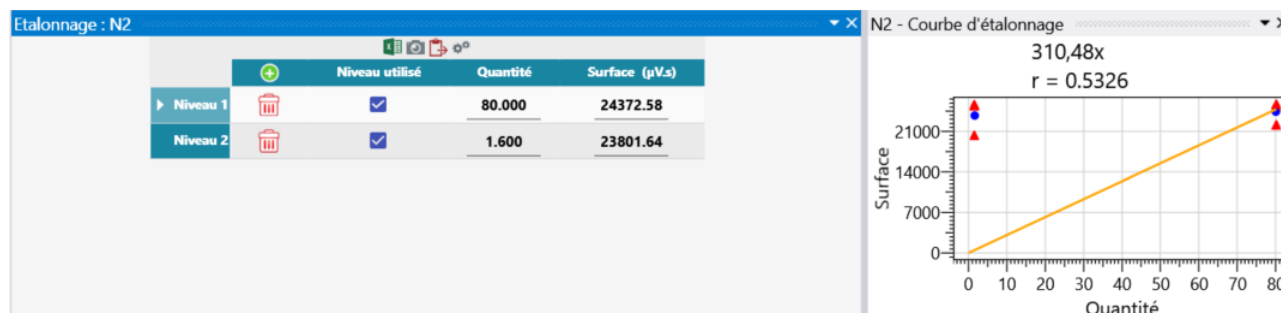 Etalonnage : N2
Niveau utilisé Quantité Surface (µV.s)
Niveau 1 80.000 24372.58
Niveau 2 1.600 23801.64
N2 - Courbe d'étalonnage
310,48x
r = 0.5326
Surface
21000
14000
7000
0
0 10 20 30 40 50 60 70 80
Quantité